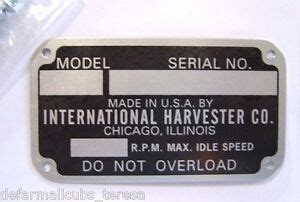 MODEL SERIAL NO.
MADE IN U.S.A. BY
INTERNATIONAL HARVESTER CO.
CHICAGO, ILLINOIS
R.P.M. MAX. IDLE SPEED
DO NOT OVERLOAD
defarmallcubs_teresa